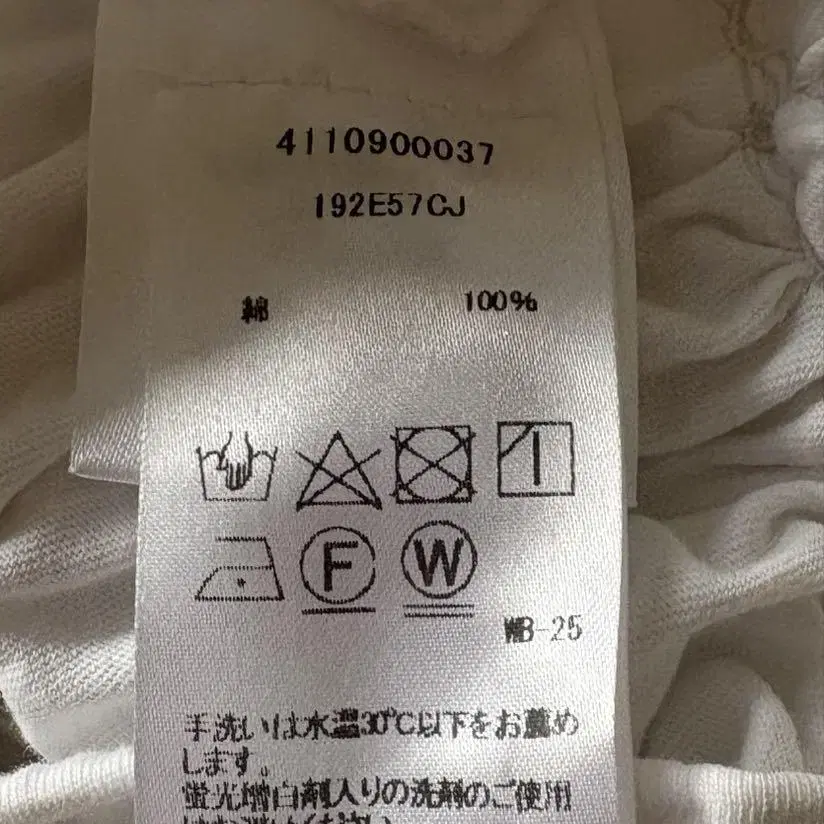 4110900037
192E57CJ
綿 100%
F W
WB-25
手洗いは水温30℃以下をお薦め
します。
蛍光増白剤入りの洗剤のご使用